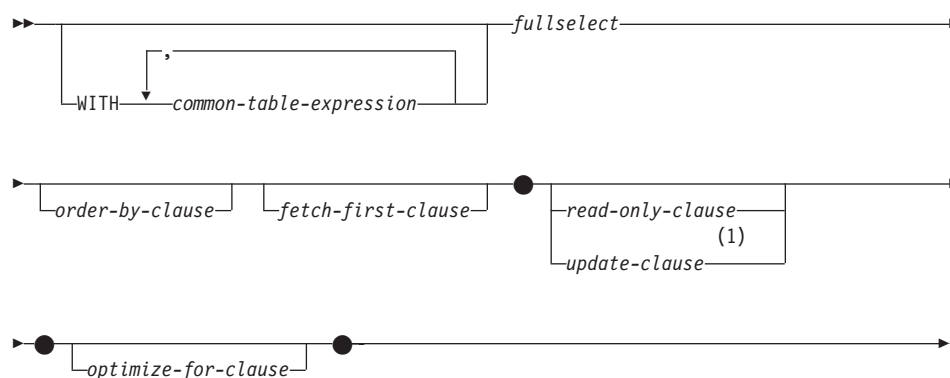 fullselect
,
WITH common-table-expression
order-by-clause fetch-first-clause read-only-clause
(1)
update-clause
optimize-for-clause